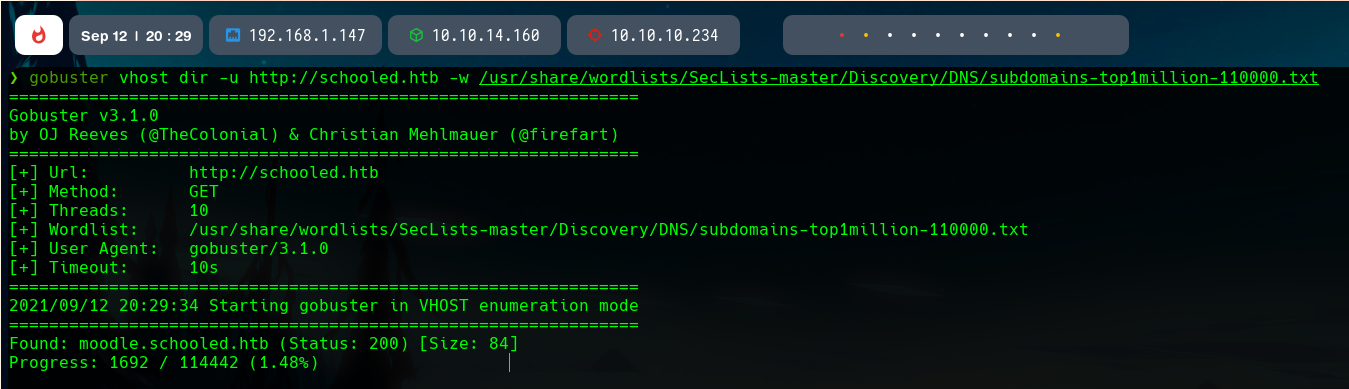 Sep 12 | 20 : 29 192.168.1.147 10.10.14.160 10.10.10.234
❯ gobuster vhost dir -u http://schooled.htb -w /usr/share/wordlists/SecLists-master/Discovery/DNS/subdomains-top1million-110000.txt
===============================================================
Gobuster v3.1.0
by OJ Reeves (@TheColonial) & Christian Mehlmauer (@firefart)
===============================================================
[+] Url:          http://schooled.htb
[+] Method:       GET
[+] Threads:      10
[+] Wordlist:     /usr/share/wordlists/SecLists-master/Discovery/DNS/subdomains-top1million-110000.txt
[+] User Agent:   gobuster/3.1.0
[+] Timeout:      10s
===============================================================
2021/09/12 20:29:34 Starting gobuster in VHOST enumeration mode
===============================================================
Found: moodle.schooled.htb (Status: 200) [Size: 84]
Progress: 1692 / 114442 (1.48%)